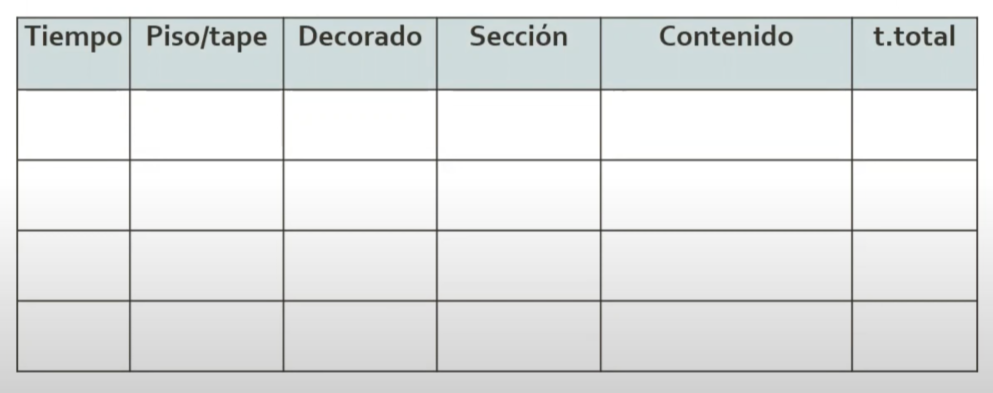 Tiempo Piso/tape Decorado Sección Contenido t.total